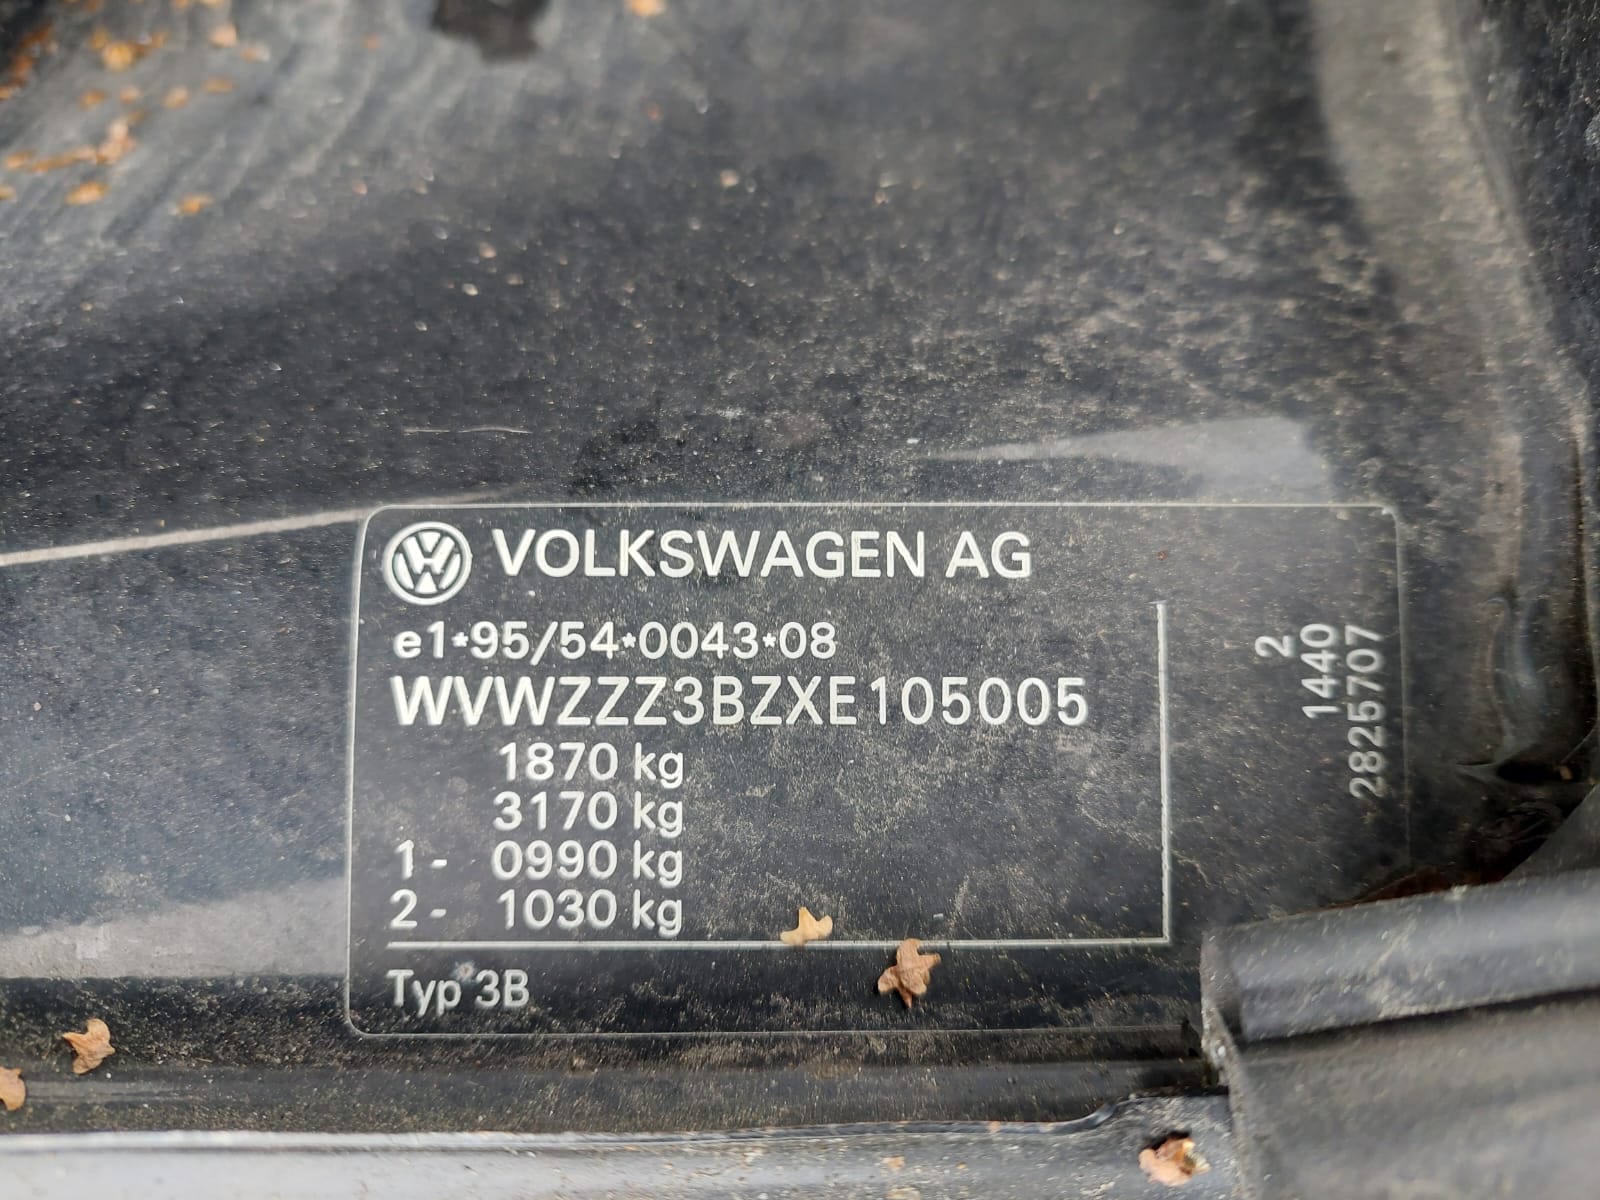 VOLKSWAGEN AG
e1*95/54*0043*08
WVWZZZ3BZXE105005
1870 kg
3170 kg
1- 0990 kg
2- 1030 kg
Typ 3B
2
1440
2825707